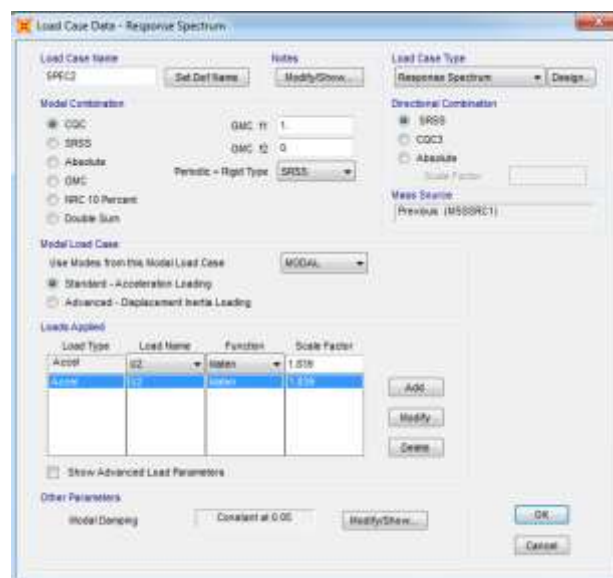 Load Case Data - Response Spectrum
Load Case Name
SPEC2
Set Def Name
Notes
Modify/Show...
Load Case Type
Response Spectrum
Design...
Modal Combination
CQC
SRSS
Absolute
GMC
NRC 10 Percent
Double Sum
GMC f1
1.
GMC f2
0.
Periodic + Rigid Type
SRSS
Directional Combination
SRSS
CQC3
Absolute
Scale Factor
Mass Source
Previous (MSSSRC1)
Modal Load Case
Use Modes from this Modal Load Case
MODAL
Standard - Acceleration Loading
Advanced - Displacement Inertia Loading
Loads Applied
Load Type Load Name Function Scale Factor
Accel U2
Accel U2
Add
Modify
Delete
Show Advanced Load Parameters
Other Parameters
Modal Damping
Constant at 0.05
Modify/Show...
OK
Cancel